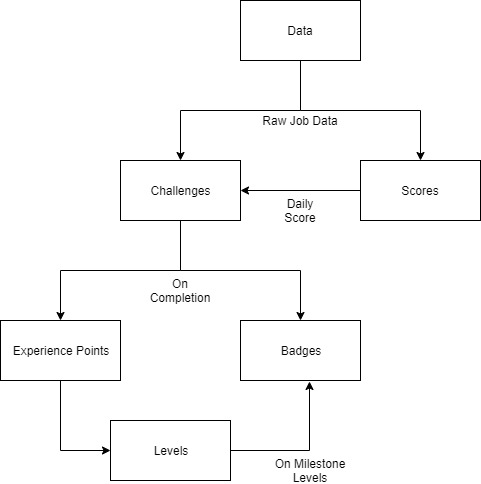 Data
Raw Job Data
Challenges
Scores
Daily
Score
On
Completion
Experience Points
Badges
Levels
On Milestone
Levels